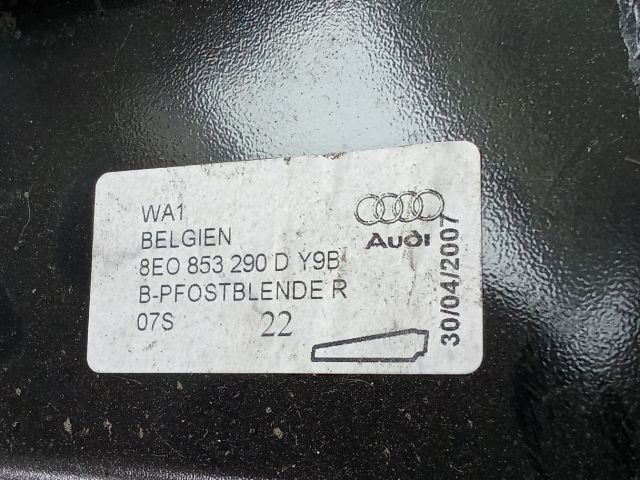 WA1
BELGIEN
8E0 853 290 D Y9B
B-PFOSTBLENDE R
07S 22
Audi
30/04/2007